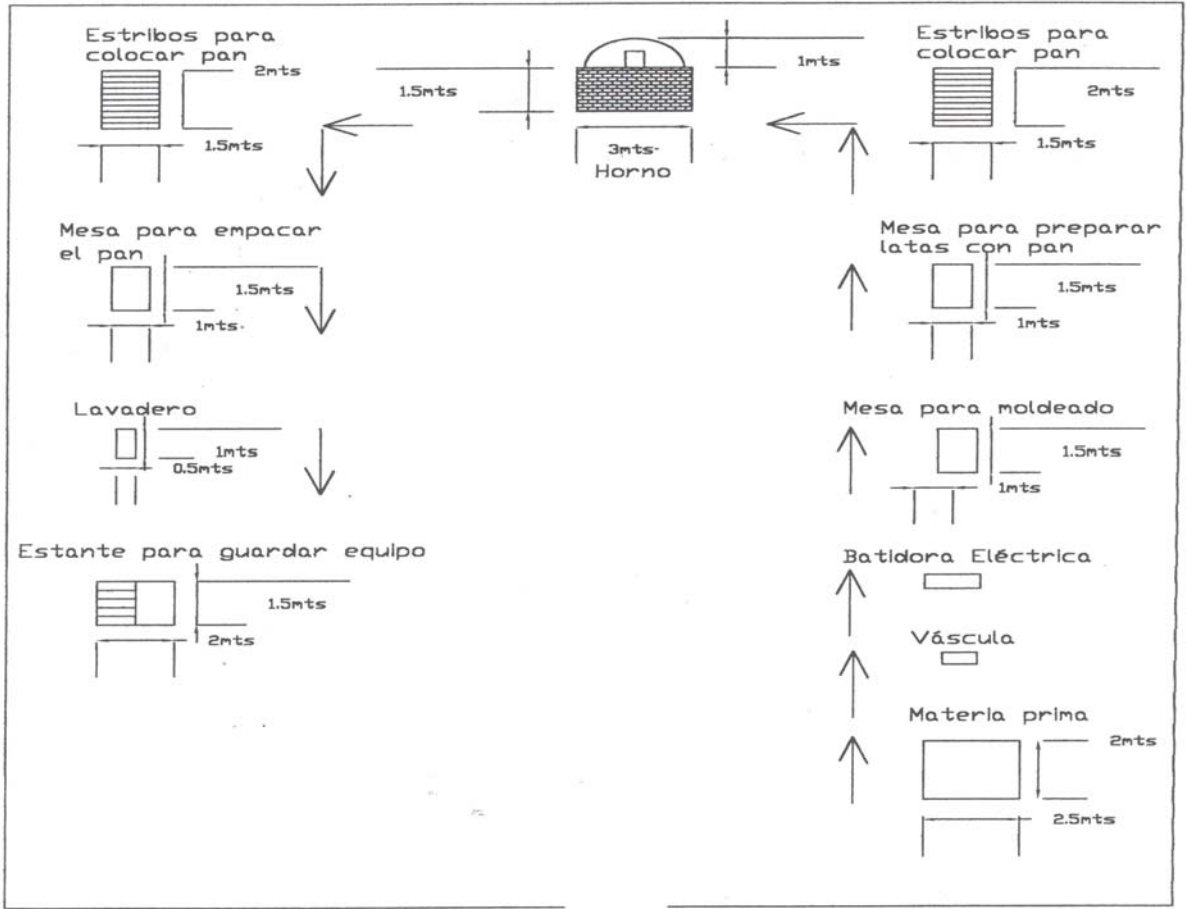 Estribos para
colocar pan
2mts
1.5mts
1.5mts
3mts-
Horno
1mts
Estribos para
colocar pan
2mts
1.5mts
Mesa para empacar
el pan
1.5mts
1mts-
Mesa para preparar
latas con pan
1.5mts
1mts
Lavadero
1mts
0.5mts
Mesa para moldeado
1.5mts
1mts
Estante para guardar equipo
1.5mts
2mts
Batidora Eléctrica
Váscula
Materia prima
2mts
2.5mts